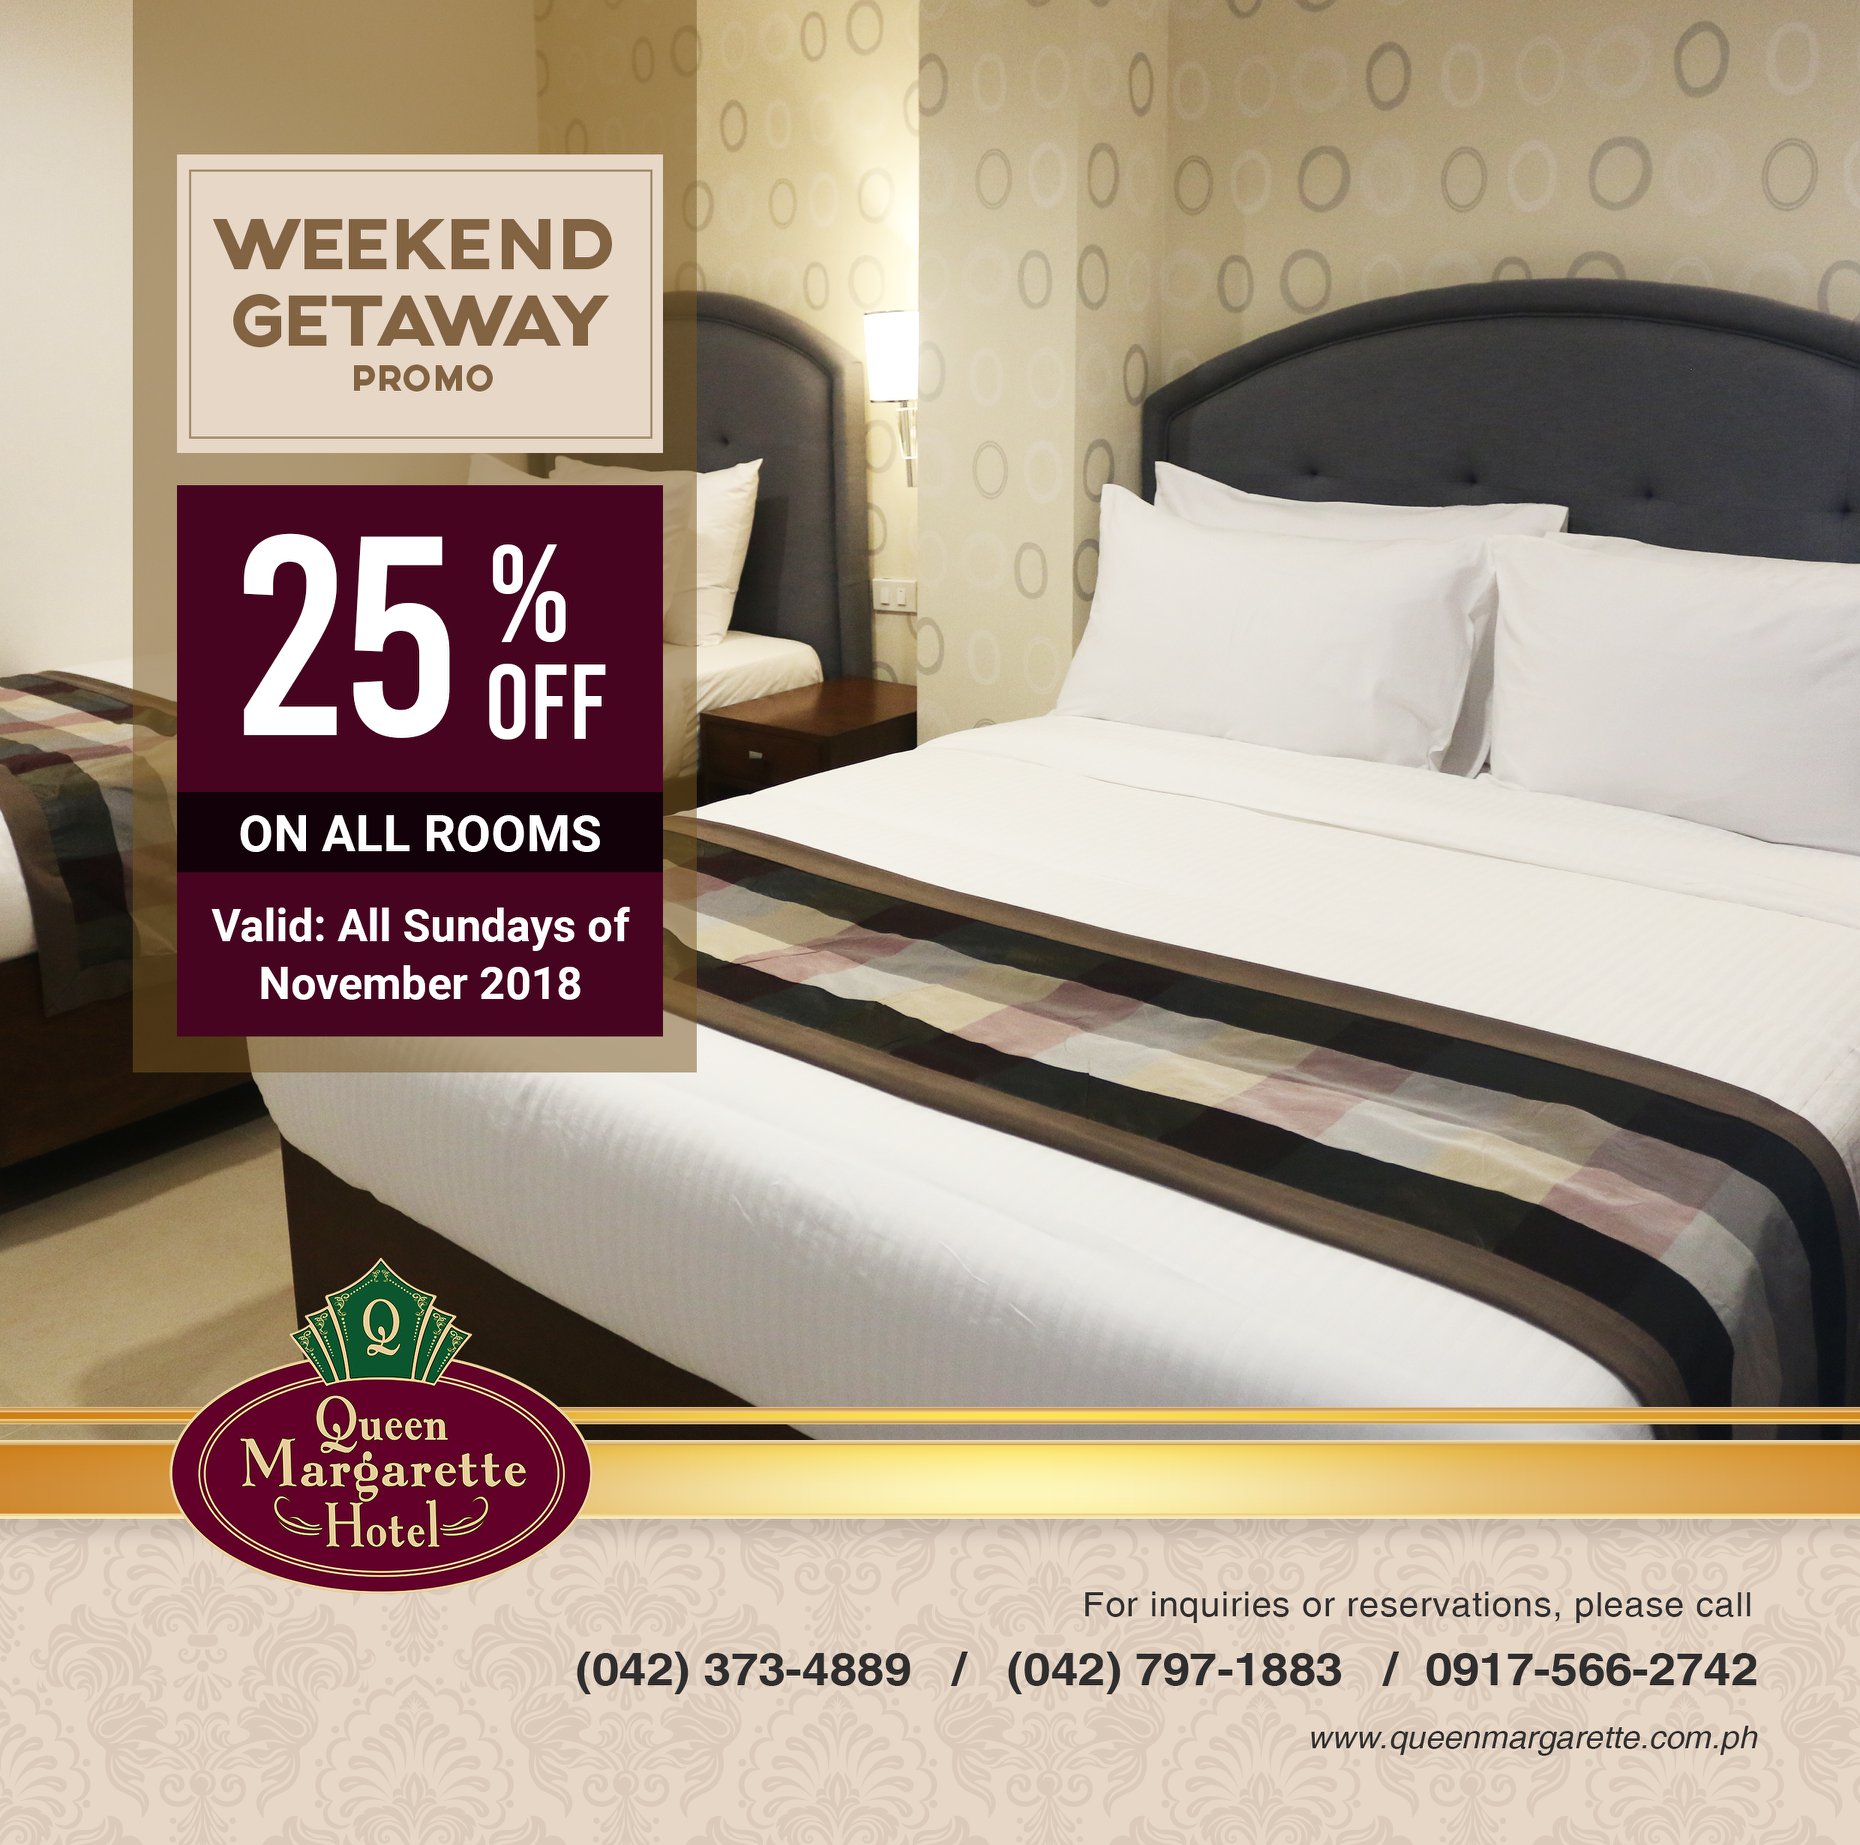 WEEKEND
GETAWAY
PROMO
25 % OFF
ON ALL ROOMS
Valid: All Sundays of
November 2018
Q
Queen
Margarette
Hotel
For inquiries or reservations, please call
(042) 373-4889 / (042) 797-1883 / 0917-566-2742
www.queenmargarette.com.ph